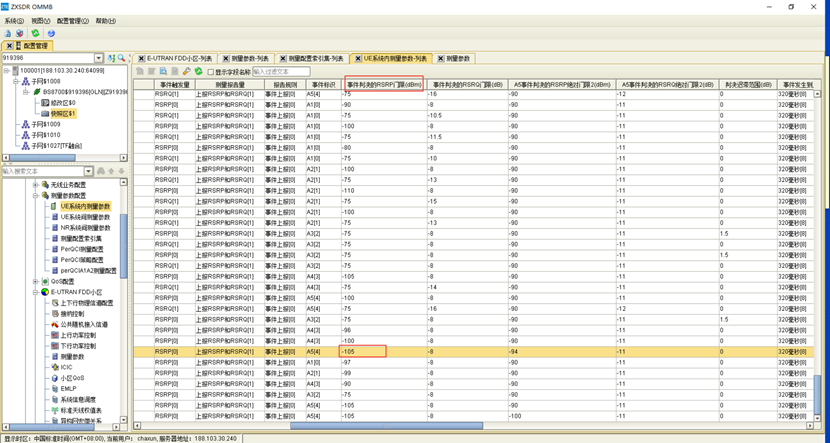 ZXSDR OMMB
系统(S) 视图(V) 配置管理(C) 帮助(H)
配置管理
919396
100001[188.103.30.240:64099]
子网$1008
BS8700$919396[OLN][Z919396
修改区$0
快照区$1
子网$1009
子网$1010
子网$1027[TF融合]
输入搜索文本
无线业务配置
测量参数配置
UE系统内测量参数
UE系统间测量参数
NR系统间测量参数
测量配置索引集
PerQCI测量配置
PerQCI策略配置
perQCIA1A2测量配置
QoS配置
E-UTRAN FDD小区
上下行物理信道配置
接纳控制
公共随机接入信道
上行功率控制
下行功率控制
测量参数
ICIC
小区QoS
EMLP
系统信息调度
标准天线权值表
异构网物理关系
E-UTRAN FDD小区-列表 测量参数-列表 测量配置索引集-列表 UE系统内测量参数-列表 测量参数
显示字段名称 输入过滤文本
事件触发量 测量报告量 报告规则 事件标识 事件判决的RSRP门限(dBm) 事件判决的RSRQ门限(dB) A5事件判决的RSRP绝对门限2(dBm) A5事件判决的RSRQ绝对门限2(dB) 判决迟滞范围(dB) 事件发生到
RSRQ[1] 上报RSRP和RSRQ[1] 事件上报[0] A5[4] -75 -16 -90 -12 0 320毫秒[8]
RSRP[0] 上报RSRP和RSRQ[1] 事件上报[0] A1[0] -90 -8 -90 -11 0 320毫秒[8]
RSRQ[1] 上报RSRP和RSRQ[1] 事件上报[0] A1[0] -75 -10.5 -90 -11 0 320毫秒[8]
RSRP[0] 上报RSRP和RSRQ[1] 事件上报[0] A1[0] -100 -8 -90 -11 0 320毫秒[8]
RSRQ[1] 上报RSRP和RSRQ[1] 事件上报[0] A1[0] -75 -11.5 -90 -11 0 320毫秒[8]
RSRP[0] 上报RSRP和RSRQ[1] 事件上报[0] A1[0] -80 -8 -90 -11 0 320毫秒[8]
RSRQ[1] 上报RSRP和RSRQ[1] 事件上报[0] A1[0] -75 -10 -90 -11 0 320毫秒[8]
RSRP[0] 上报RSRP和RSRQ[1] 事件上报[0] A2[1] -100 -8 -90 -11 0 320毫秒[8]
RSRQ[1] 上报RSRP和RSRQ[1] 事件上报[0] A2[1] -75 -13 -90 -11 0 320毫秒[8]
RSRP[0] 上报RSRP和RSRQ[1] 事件上报[0] A2[1] -110 -8 -90 -11 0 320毫秒[8]
RSRQ[1] 上报RSRP和RSRQ[1] 事件上报[0] A2[1] -75 -15 -90 -11 0 320毫秒[8]
RSRP[0] 上报RSRP和RSRQ[1] 事件上报[0] A2[1] -100 -8 -90 -11 0 320毫秒[8]
RSRQ[1] 上报RSRP和RSRQ[1] 事件上报[0] A2[1] -75 -13 -90 -11 0 320毫秒[8]
RSRP[0] 上报RSRP和RSRQ[1] 事件上报[0] A3[2] -75 -8 -90 -11 1.5 320毫秒[8]
RSRQ[1] 上报RSRP和RSRQ[1] 事件上报[0] A3[2] -75 -8 -90 -11 0 320毫秒[8]
RSRP[0] 上报RSRP和RSRQ[1] 事件上报[0] A3[2] -75 -8 -90 -11 1.5 320毫秒[8]
RSRQ[1] 上报RSRP和RSRQ[1] 事件上报[0] A3[2] -75 -8 -90 -11 0 320毫秒[8]
RSRP[0] 上报RSRP和RSRQ[1] 事件上报[0] A4[3] -105 -8 -90 -11 0 320毫秒[8]
RSRQ[1] 上报RSRP和RSRQ[1] 事件上报[0] A4[3] -75 -14 -90 -11 0 320毫秒[8]
RSRP[0] 上报RSRP和RSRQ[1] 事件上报[0] A5[4] -100 -8 -90 -11 0 320毫秒[8]
RSRQ[1] 上报RSRP和RSRQ[1] 事件上报[0] A5[4] -75 -16 -90 -12 0 320毫秒[8]
RSRP[0] 上报RSRP和RSRQ[1] 事件上报[0] A3[2] -75 -8 -90 -11 1.5 320毫秒[8]
RSRP[0] 上报RSRP和RSRQ[1] 事件上报[0] A4[3] -96 -8 -90 -11 0 320毫秒[8]
RSRP[0] 上报RSRP和RSRQ[1] 事件上报[0] A4[3] -100 -8 -90 -11 0 320毫秒[8]
RSRP[0] 上报RSRP和RSRQ[1] 事件上报[0] A5[4] -105 -8 -94 -11 0 320毫秒[8]
RSRP[0] 上报RSRP和RSRQ[1] 事件上报[0] A1[0] -97 -8 -90 -11 0 320毫秒[8]
RSRP[0] 上报RSRP和RSRQ[1] 事件上报[0] A2[1] -99 -8 -90 -11 0 320毫秒[8]
RSRP[0] 上报RSRP和RSRQ[1] 事件上报[0] A4[3] -90 -8 -90 -11 0 320毫秒[8]
RSRP[0] 上报RSRP和RSRQ[1] 事件上报[0] A3[2] -75 -8 -90 -11 0 320毫秒[8]
RSRP[0] 上报RSRP和RSRQ[1] 事件上报[0] A5[4] -105 -8 -100 -11 0 320毫秒[8]
显示时区：中国标准时间(GMT+08:00),当前用户：chaxun, 服务器地址：188.103.30.240